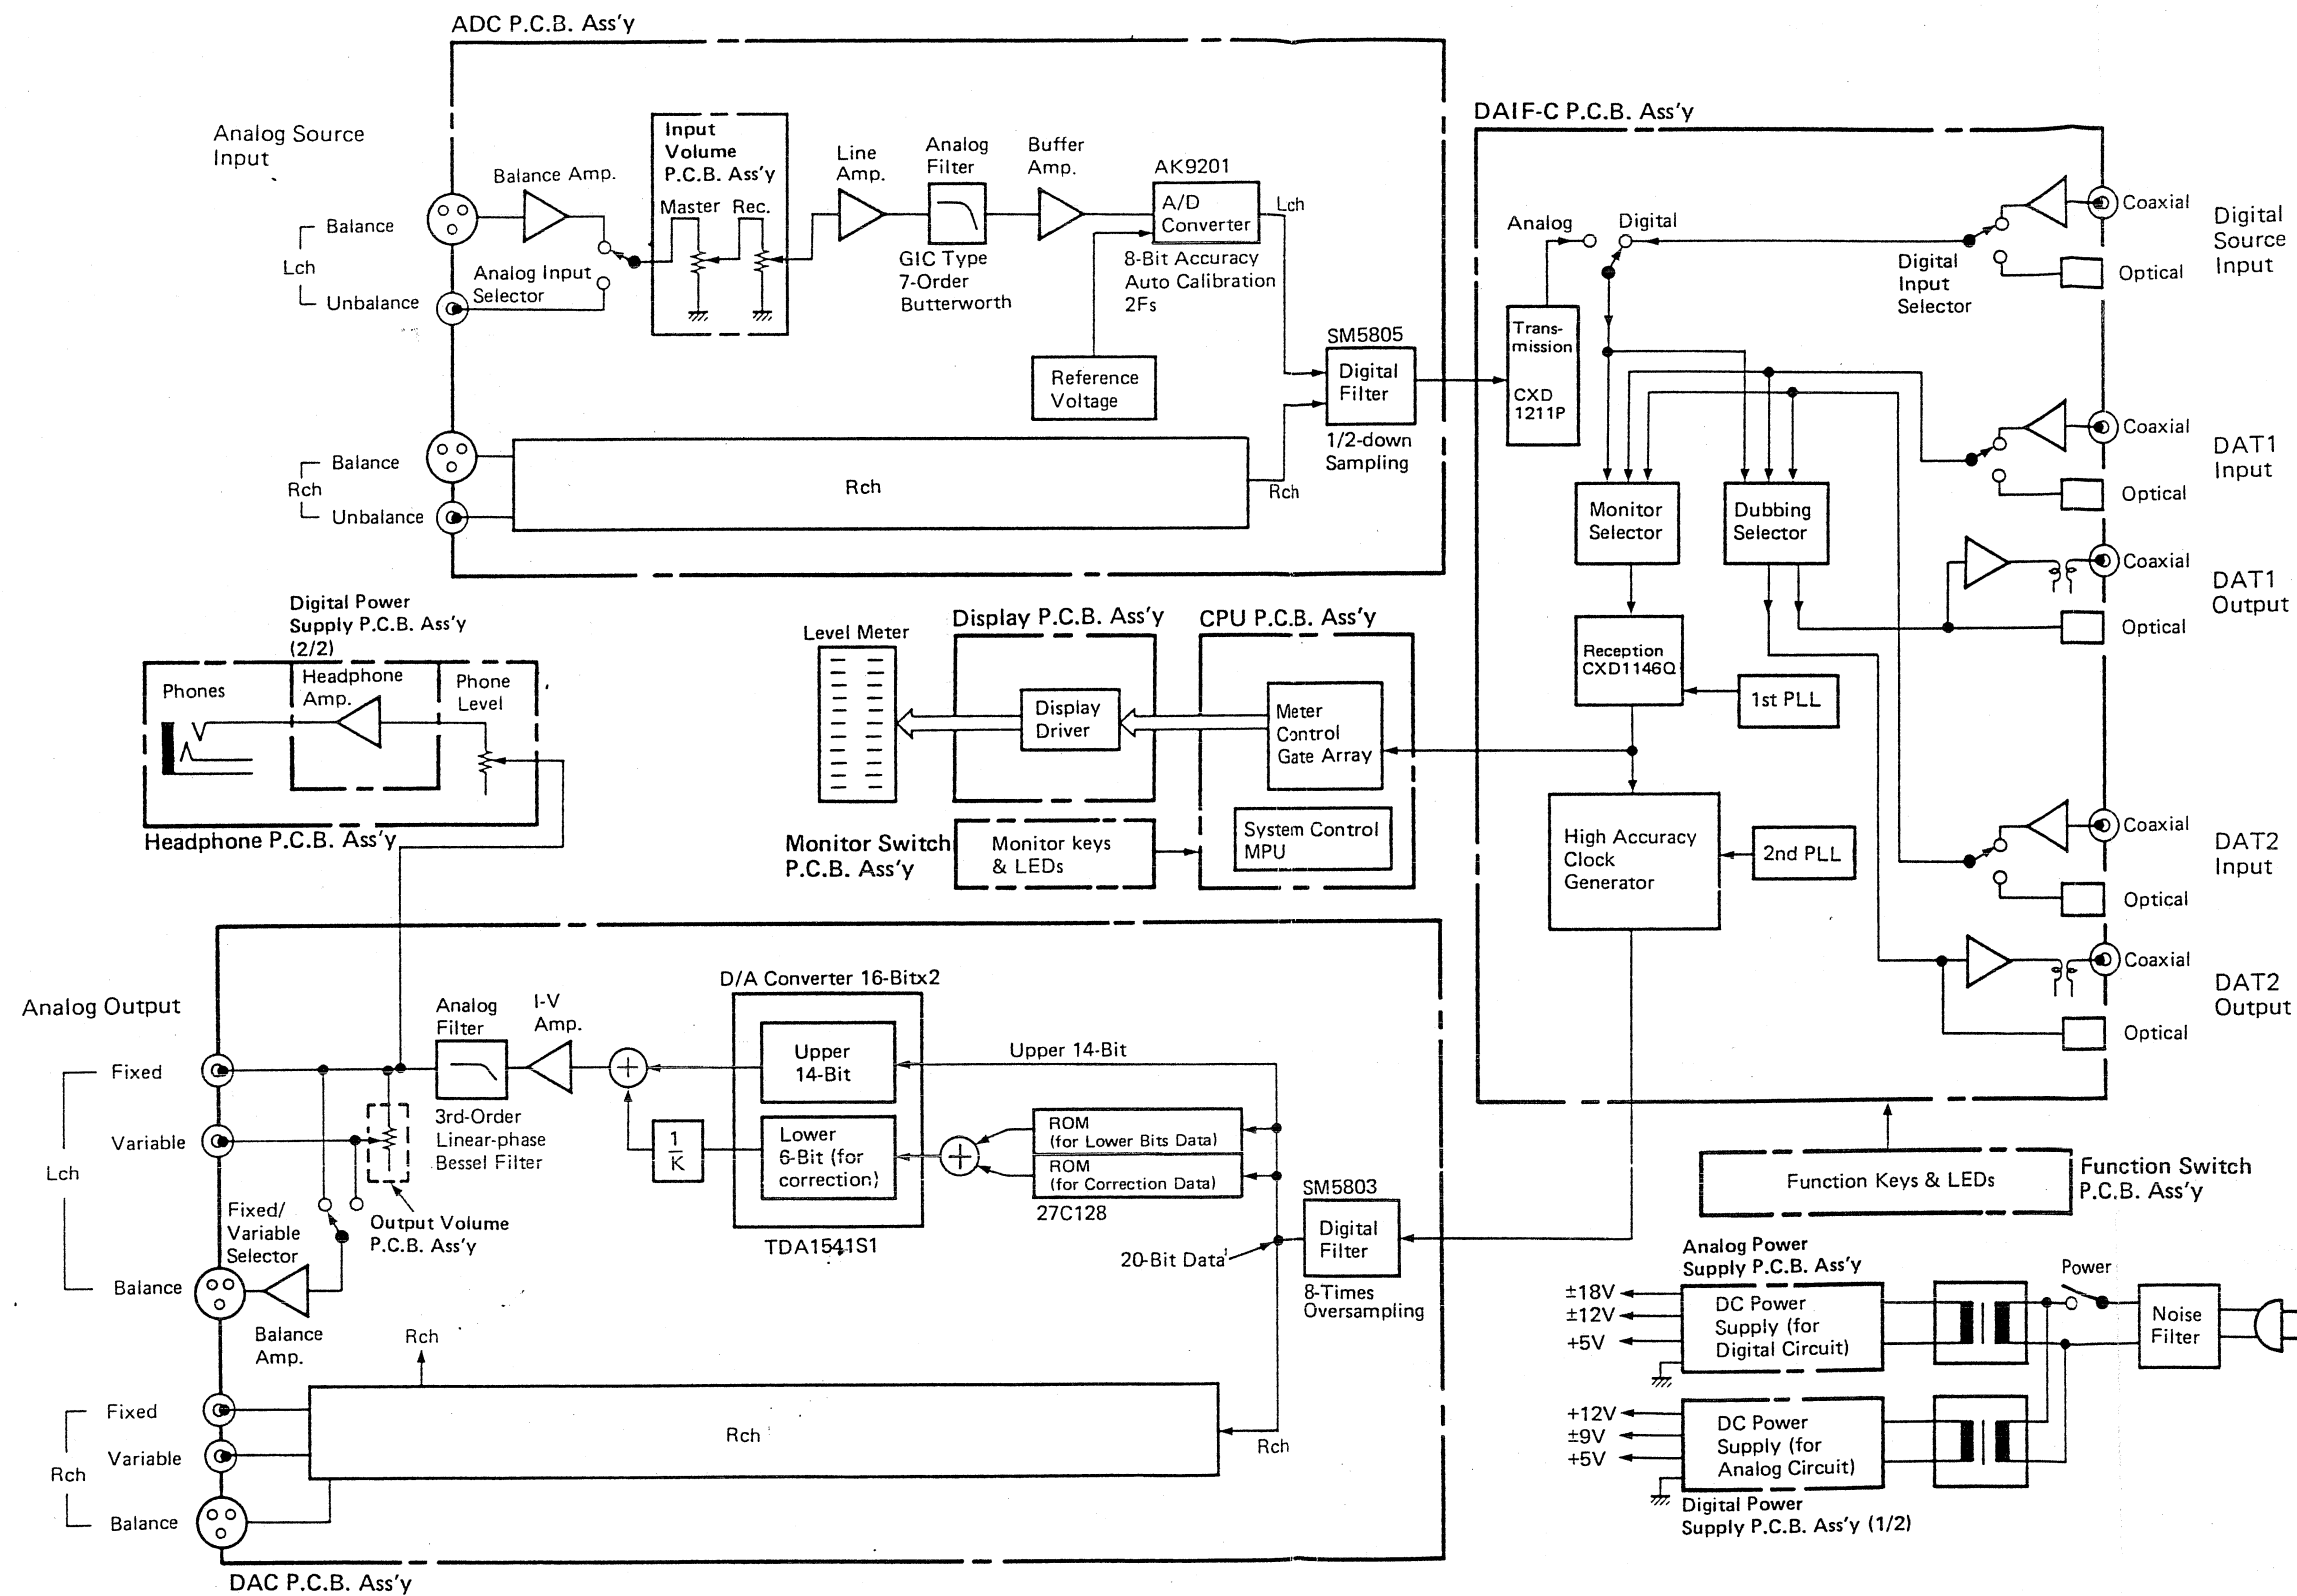 ADC P.C.B. Ass'y
Analog Source
Input
Lch
Balance
Unbalance
Balance Amp.
Analog Input
Selector
Input
Volume
P.C.B. Ass'y
Master
Rec.
Line
Amp.
Analog
Filter
GIC Type
7-Order
Butterworth
Buffer
Amp.
AK9201
A/D
Converter
8-Bit Accuracy
Auto Calibration
2Fs
Lch
Reference
Voltage
SM5805
Digital
Filter
1/2-down
Sampling
Rch
Balance
Unbalance
Rch
Rch
DAIF-C P.C.B. Ass'y
Analog
Digital
Trans-
mission
CXD
1211P
Digital
Input
Selector
Coaxial
Optical
Digital
Source
Input
Coaxial
Optical
DAT1
Input
Monitor
Selector
Dubbing
Selector
Coaxial
Optical
DAT1
Output
Reception
CXD1146Q
1st PLL
High Accuracy
Clock
Generator
2nd PLL
Coaxial
Optical
DAT2
Input
Coaxial
Optical
DAT2
Output
Digital Power
Supply P.C.B. Ass'y
(2/2)
Phones
Headphone
Amp.
Phone
Level
Headphone P.C.B. Ass'y
Level Meter
Display P.C.B. Ass'y
Display
Driver
CPU P.C.B. Ass'y
Meter
Control
Gate Array
System Control
MPU
Monitor Switch
P.C.B. Ass'y
Monitor keys
& LEDs
Analog Output
Lch
Fixed
Variable
Balance
Fixed/
Variable
Selector
Balance
Amp.
Output Volume
P.C.B. Ass'y
Analog
Filter
3rd-Order
Linear-phase
Bessel Filter
I-V
Amp.
1
K
D/A Converter 16-Bitx2
Upper
14-Bit
Lower
6-Bit (for
correction)
TDA1541S1
Upper 14-Bit
ROM
(for Lower Bits Data)
ROM
(for Correction Data)
27C128
20-Bit Data
SM5803
Digital
Filter
8-Times
Oversampling
Rch
Rch
Fixed
Variable
Balance
Rch
Rch
DAC P.C.B. Ass'y
Function Keys & LEDs
Function Switch
P.C.B. Ass'y
Analog Power
Supply P.C.B. Ass'y
±18V
±12V
+5V
DC Power
Supply (for
Digital Circuit)
Power
Noise
Filter
+12V
±9V
+5V
DC Power
Supply (for
Analog Circuit)
Digital Power
Supply P.C.B. Ass'y (1/2)